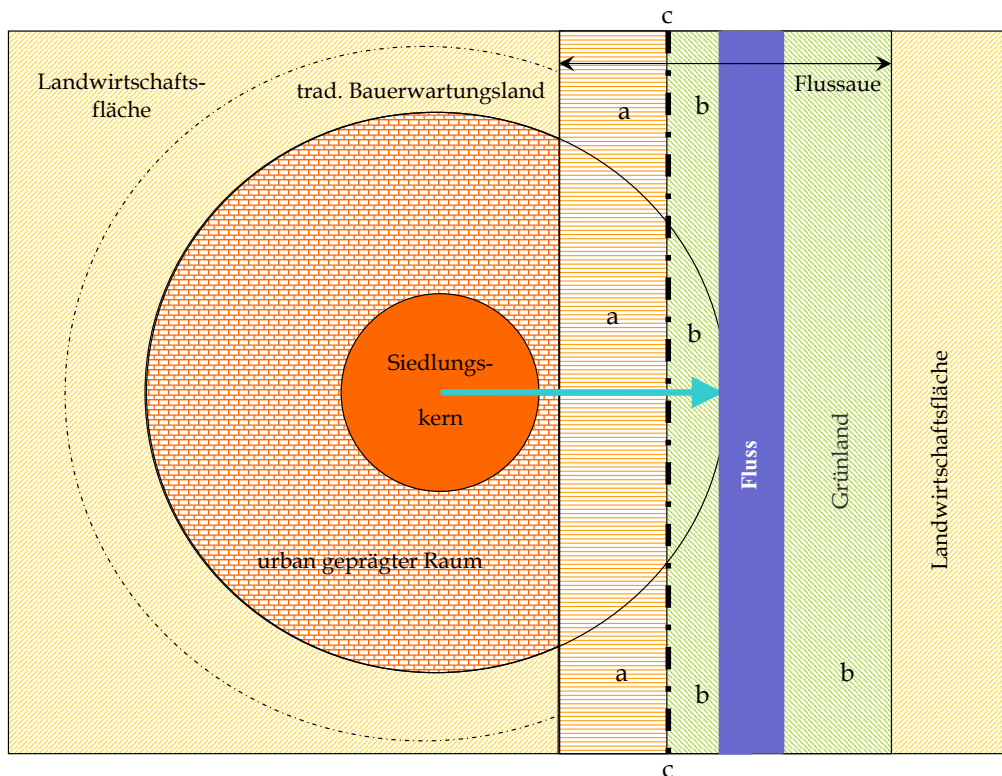 c
Landwirtschafts-
fläche
trad. Bauerwartungsland
Flussaue
a
b
a
b
Siedlungs-
kern
Fluss
Grünland
Landwirtschaftsfläche
urban geprägter Raum
a
b
b
c